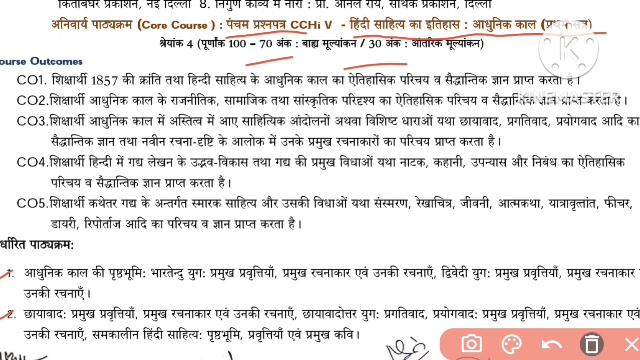 किताबघर प्रकाशन, नई दिल्ली 8. निर्गुण काव्य में नारी : प्रो. अनिल राय, सार्थक प्रकाशन, दिल्ली
अनिवार्य पाठ्यक्रम (Core Course) : पंचम प्रश्नपत्र CCHi V - हिंदी साहित्य का इतिहास : आधुनिक काल
श्रेयांक 4 (पूर्णांक 100 – 70 अंक : बाह्य मूल्यांकन / 30 अंक : आंतरिक मूल्यांकन)
ourse Outcomes
CO1. शिक्षार्थी 1857 की क्रांति तथा हिन्दी साहित्य के आधुनिक काल का ऐतिहासिक परिचय व सैद्धान्तिक ज्ञान प्राप्त करता है।
CO2. शिक्षार्थी आधुनिक काल के राजनीतिक, सामाजिक तथा सांस्कृतिक परिदृश्य का ऐतिहासिक परिचय व सैद्धान्तिक ज्ञान प्राप्त करता है।
CO3. शिक्षार्थी आधुनिक काल में अस्तित्व में आए साहित्यिक आंदोलनों अथवा विशिष्ट धाराओं यथा छायावाद, प्रगतिवाद, प्रयोगवाद आदि का
सैद्धान्तिक ज्ञान तथा नवीन रचना-दृष्टि के आलोक में उनके प्रमुख रचनाकारों का परिचय प्राप्त करता है।
CO4. शिक्षार्थी हिन्दी में गद्य लेखन के उद्भव-विकास तथा गद्य की प्रमुख विधाओं यथा नाटक, कहानी, उपन्यास और निबंध का ऐतिहासिक
परिचय व सैद्धान्तिक ज्ञान प्राप्त करता है।
CO5. शिक्षार्थी कथेतर गद्य के अन्तर्गत स्मारक साहित्य और उसकी विधाओं यथा संस्मरण, रेखाचित्र, जीवनी, आत्मकथा, यात्रावृत्तांत, फीचर,
डायरी, रिपोर्ताज आदि का परिचय व ज्ञान प्राप्त करता है।
र्धारित पाठ्यक्रम:
1. आधुनिक काल की पृष्ठभूमि: भारतेन्दु युग: प्रमुख प्रवृत्तियाँ, प्रमुख रचनाकार एवं उनकी रचनाएँ, द्विवेदी युग: प्रमुख प्रवृत्तियाँ, प्रमुख रचनाकार
उनकी रचनाएँ।
2. छायावाद: प्रमुख प्रवृत्तियाँ, प्रमुख रचनाकार एवं उनकी रचनाएँ, छायावादोत्तर युग: प्रगतिवाद, प्रयोगवाद: प्रमुख प्रवृत्तियाँ, प्रमुख रचनाकार एवं
उनकी रचनाएँ, समकालीन हिंदी साहित्य: पृष्ठभूमि, प्रवृत्तियाँ एवं प्रमुख कवि।